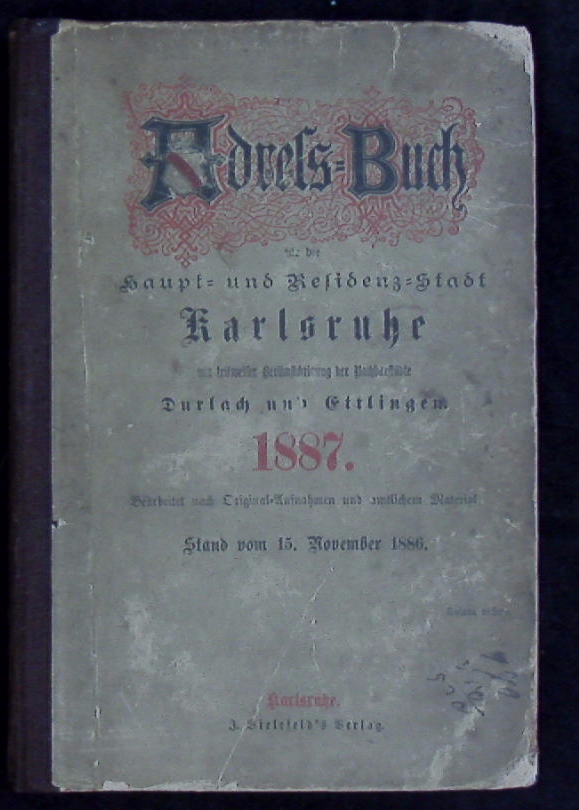 Adreſs=Buch
für die
Haupt= und Reſidenz=Stadt
Karlsruhe
mit teilweiſer Berückſichtigung der Nachbarſtädte
Durlach und Ettlingen.
1887.
Bearbeitet nach Original=Aufnahmen und amtlichem Material.
Stand vom 15. November 1886.
Karlsruhe.
J. Bielefeld's Verlag.